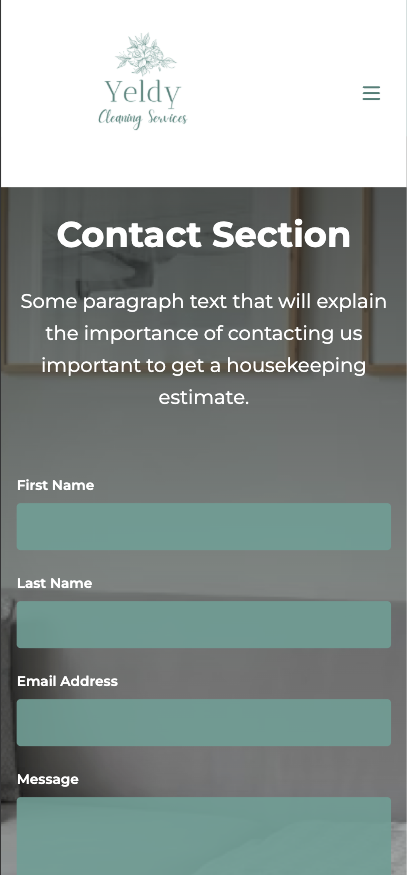 Yeldy
Cleaning Services
Contact Section
Some paragraph text that will explain
the importance of contacting us
important to get a housekeeping
estimate.
First Name
Last Name
Email Address
Message